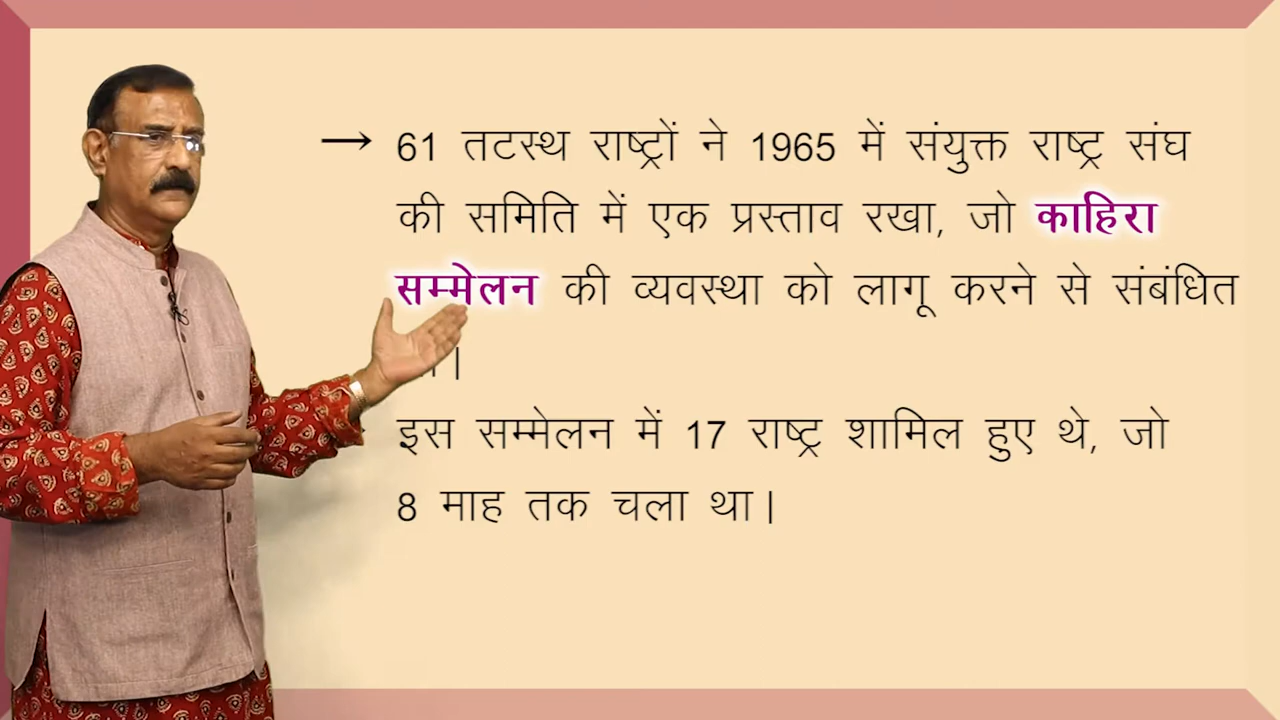 → 61 तटस्थ राष्ट्रों ने 1965 में संयुक्त राष्ट्र संघ
की समिति में एक प्रस्ताव रखा, जो काहिरा
सम्मेलन की व्यवस्था को लागू करने से संबंधित
।
इस सम्मेलन में 17 राष्ट्र शामिल हुए थे, जो
8 माह तक चला था।